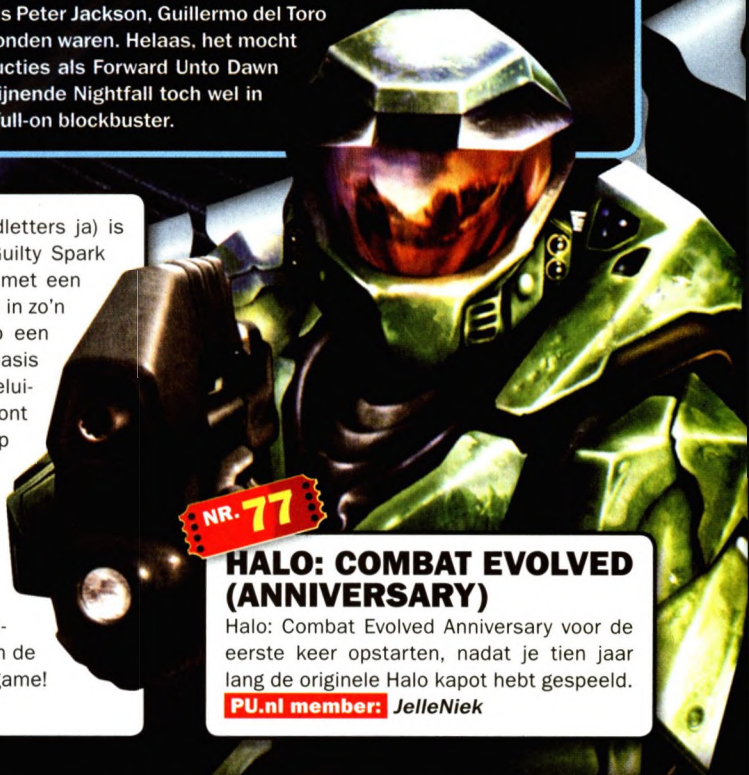 s Peter Jackson, Guillermo del Toro
onden waren. Helaas, het mocht
ucties als Forward Unto Dawn
ijnende Nightfall toch wel in
full-on blockbuster.
dletters ja) is
Guilty Spark
met een
in zo'n
een
asis
elui-
ont
p
-
n de
game!
NR. 77
HALO: COMBAT EVOLVED
(ANNIVERSARY)
Halo: Combat Evolved Anniversary voor de
eerste keer opstarten, nadat je tien jaar
lang de originele Halo kapot hebt gespeeld.
PU.nl member: JelleNiek